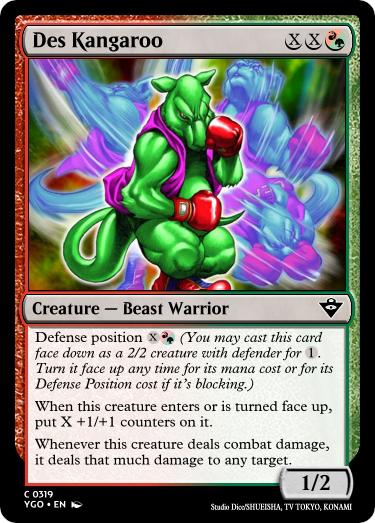 Des Kangaroo
X X
Creature — Beast Warrior
Defense position X (You may cast this card
face down as a 2/2 creature with defender for 1.
Turn it face up any time for its mana cost or for its
Defense Position cost if it's blocking.)
When this creature enters or is turned face up,
put X +1/+1 counters on it.
Whenever this creature deals combat damage,
it deals that much damage to any target.
1/2
C 0319
YGO • EN
Studio Dice/SHUEISHA, TV TOKYO, KONAMI